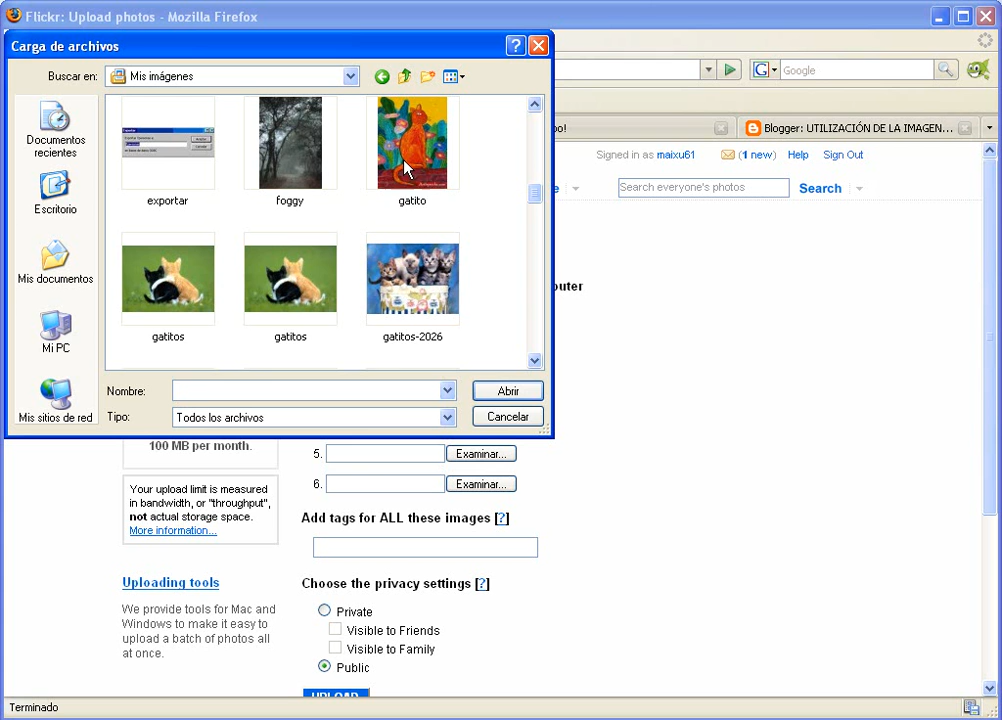 Flickr: Upload photos - Mozilla Firefox
Carga de archivos
Buscar en: Mis imágenes
Google
Blogger: UTILIZACIÓN DE LA IMAGEN...
Signed in as maixu61 (1 new) Help Sign Out
Search everyone's photos Search
Documentos recientes
Escritorio
Mis documentos
Mi PC
Mis sitios de red
exportar foggy gatito
gatitos gatitos gatitos-2026
Nombre: Abrir
Tipo: Todos los archivos Cancelar
100 MB per month.
Your upload limit is measured
in bandwidth, or "throughput",
not actual storage space.
More information...
Uploading tools
We provide tools for Mac and
Windows to make it easy to
upload a batch of photos all
at once.
5. Examinar...
6. Examinar...
Add tags for ALL these images [?]
Choose the privacy settings [?]
Private
Visible to Friends
Visible to Family
Public
UPLOAD
Terminado